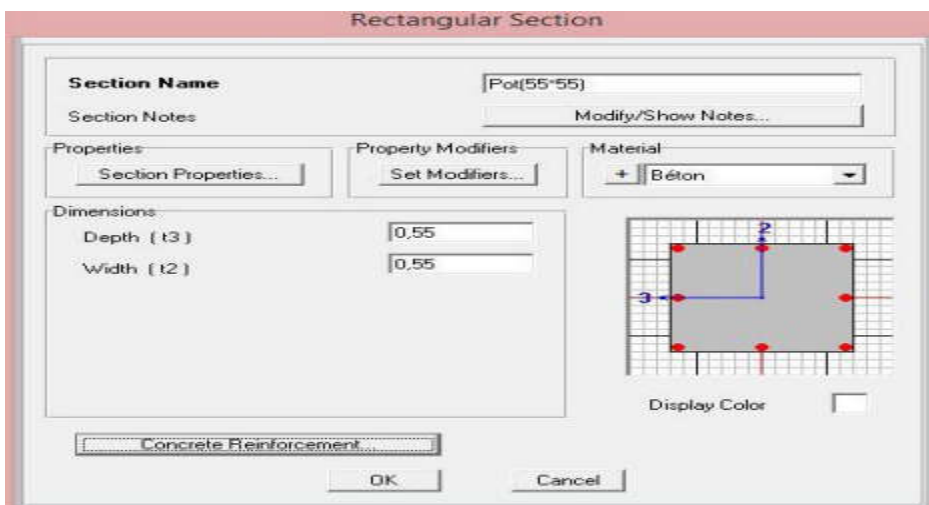 Rectangular Section
Section Name Pot(55*55)
Section Notes Modify/Show Notes...
Properties Property Modifiers Material
Section Properties... Set Modifiers... + Béton
Dimensions
Depth ( t3 ) 0,55
Width ( t2 ) 0,55
2
3
Display Color
Concrete Reinforcement...
OK Cancel